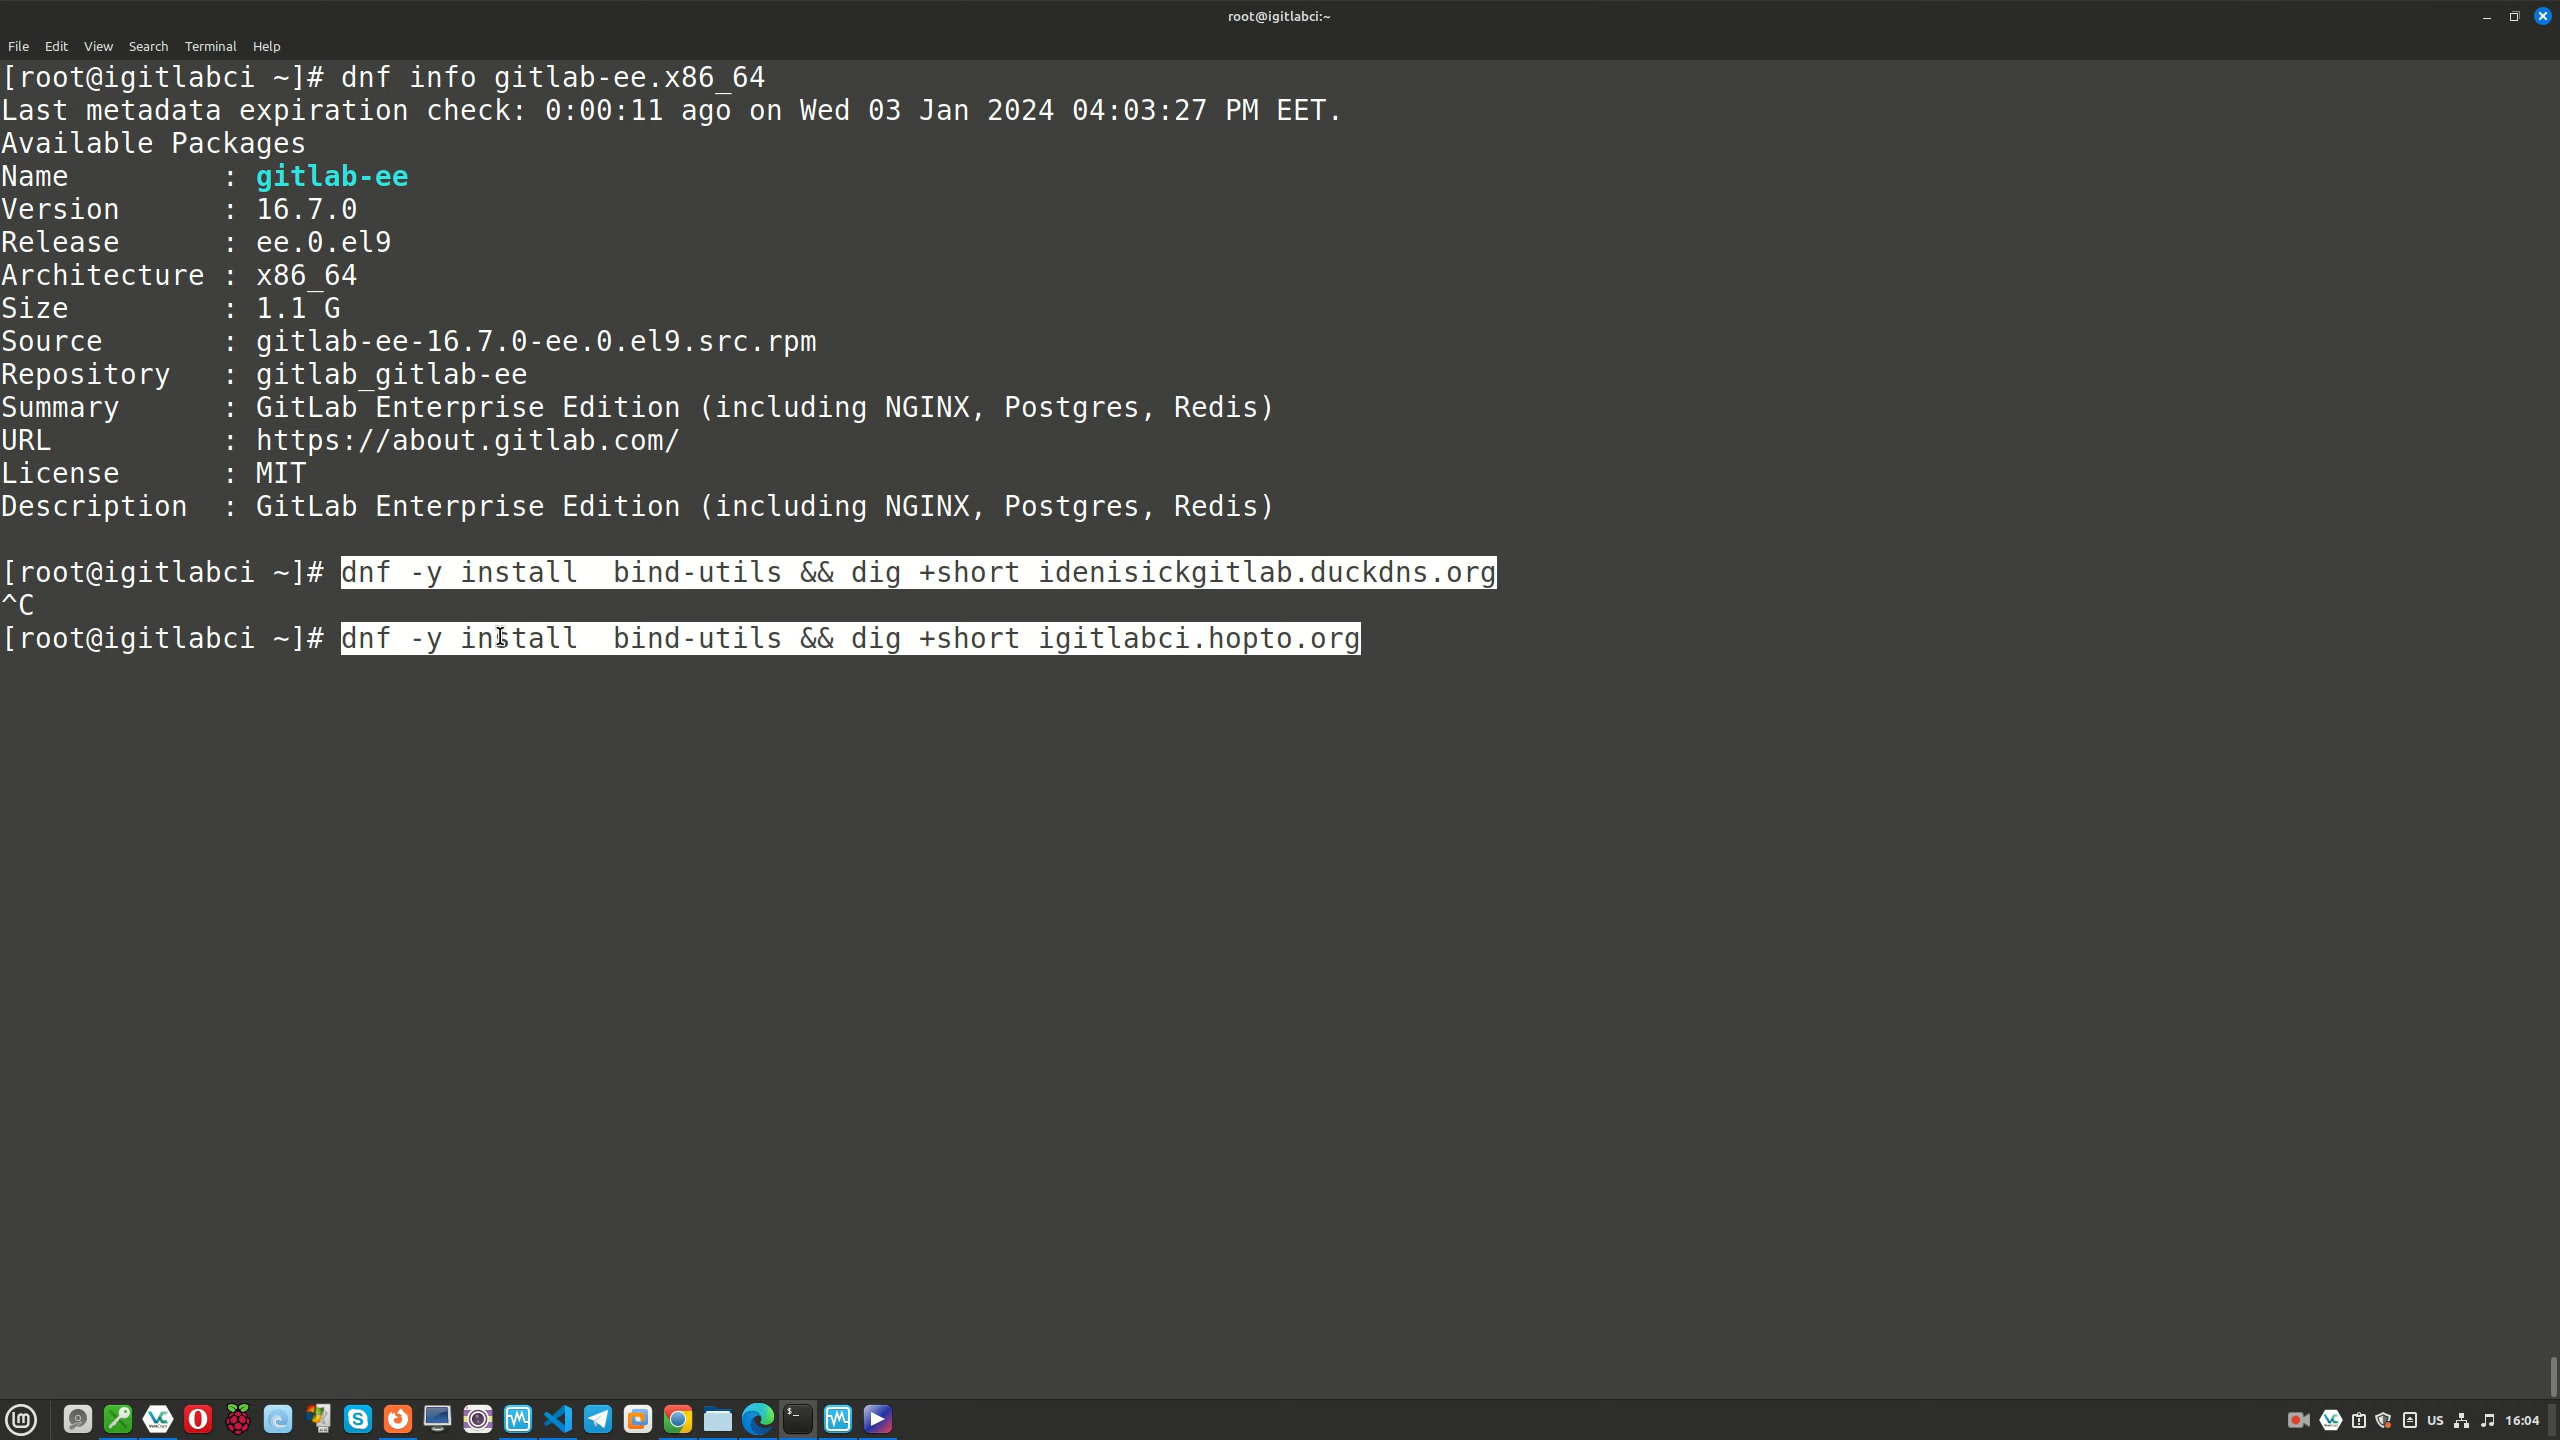 root@igitlabci:~
File Edit View Search Terminal Help
[root@igitlabci ~]# dnf info gitlab-ee.x86_64
Last metadata expiration check: 0:00:11 ago on Wed 03 Jan 2024 04:03:27 PM EET.
Available Packages
Name         : gitlab-ee
Version      : 16.7.0
Release      : ee.0.el9
Architecture : x86_64
Size         : 1.1 G
Source       : gitlab-ee-16.7.0-ee.0.el9.src.rpm
Repository   : gitlab_gitlab-ee
Summary      : GitLab Enterprise Edition (including NGINX, Postgres, Redis)
URL          : https://about.gitlab.com/
License      : MIT
Description  : GitLab Enterprise Edition (including NGINX, Postgres, Redis)
[root@igitlabci ~]# dnf -y install  bind-utils && dig +short idenisickgitlab.duckdns.org
^C
[root@igitlabci ~]# dnf -y install  bind-utils && dig +short igitlabci.hopto.org
US 16:04